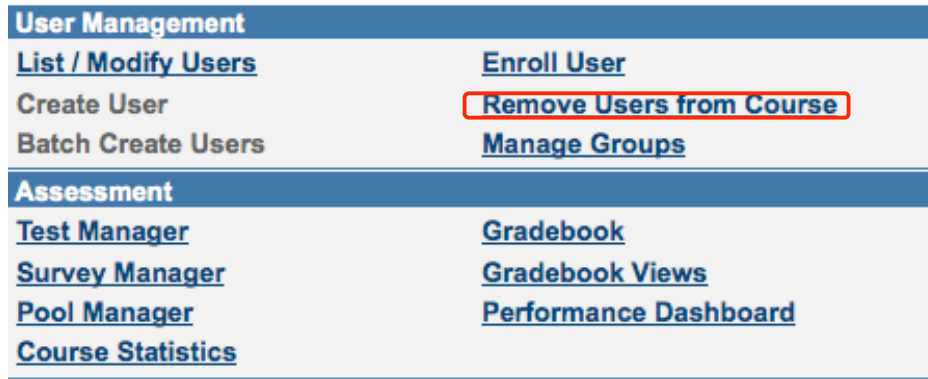 User Management
List / Modify Users
Enroll User
Create User
Remove Users from Course
Batch Create Users
Manage Groups
Assessment
Test Manager
Gradebook
Survey Manager
Gradebook Views
Pool Manager
Performance Dashboard
Course Statistics